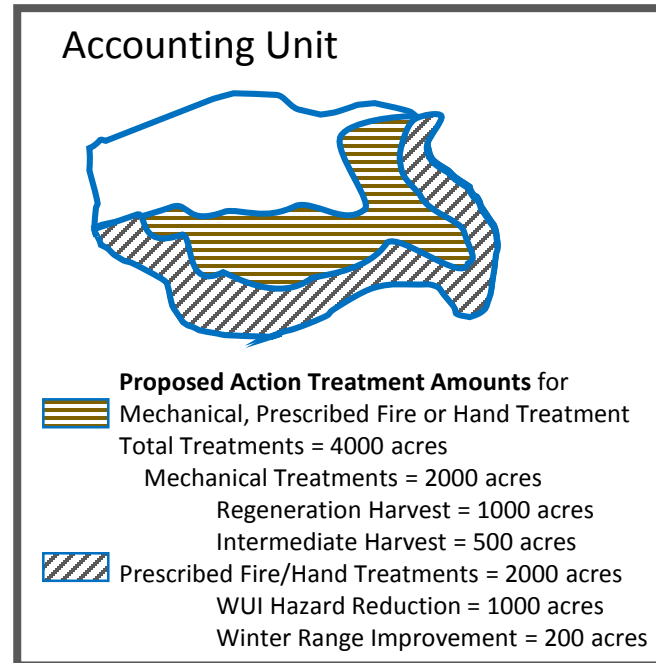 Accounting Unit
Proposed Action Treatment Amounts for
Mechanical, Prescribed Fire or Hand Treatment
Total Treatments = 4000 acres
Mechanical Treatments = 2000 acres
Regeneration Harvest = 1000 acres
Intermediate Harvest = 500 acres
Prescribed Fire/Hand Treatments = 2000 acres
WUI Hazard Reduction = 1000 acres
Winter Range Improvement = 200 acres